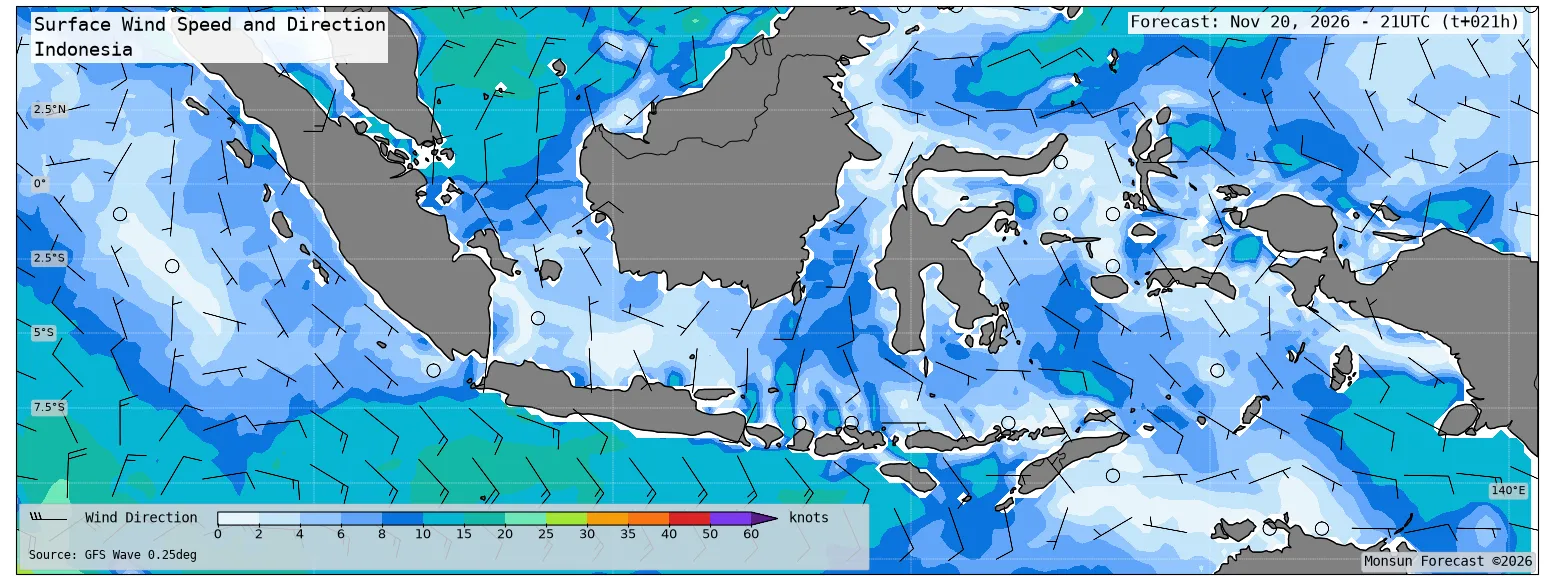 Surface Wind Speed and Direction
Indonesia
Forecast: Nov 20, 2026 - 21UTC (t+021h)
2.5°N
0°
2.5°S
5°S
7.5°S
140°E
Wind Direction
0 2 4 6 8 10 15 20 25 30 35 40 50 60
knots
Source: GFS Wave 0.25deg
Monsun Forecast ©2026